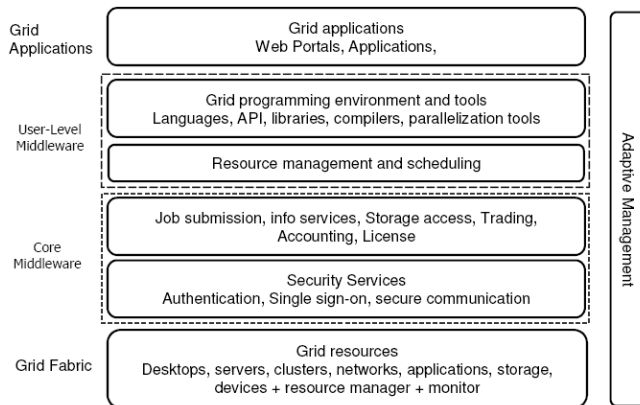 Grid
Applications
Grid applications
Web Portals, Applications,
User-Level
Middleware
Grid programming environment and tools
Languages, API, libraries, compilers, parallelization tools
Resource management and scheduling
Core
Middleware
Job submission, info services, Storage access, Trading,
Accounting, License
Security Services
Authentication, Single sign-on, secure communication
Grid Fabric
Grid resources
Desktops, servers, clusters, networks, applications, storage,
devices + resource manager + monitor
Adaptive Management